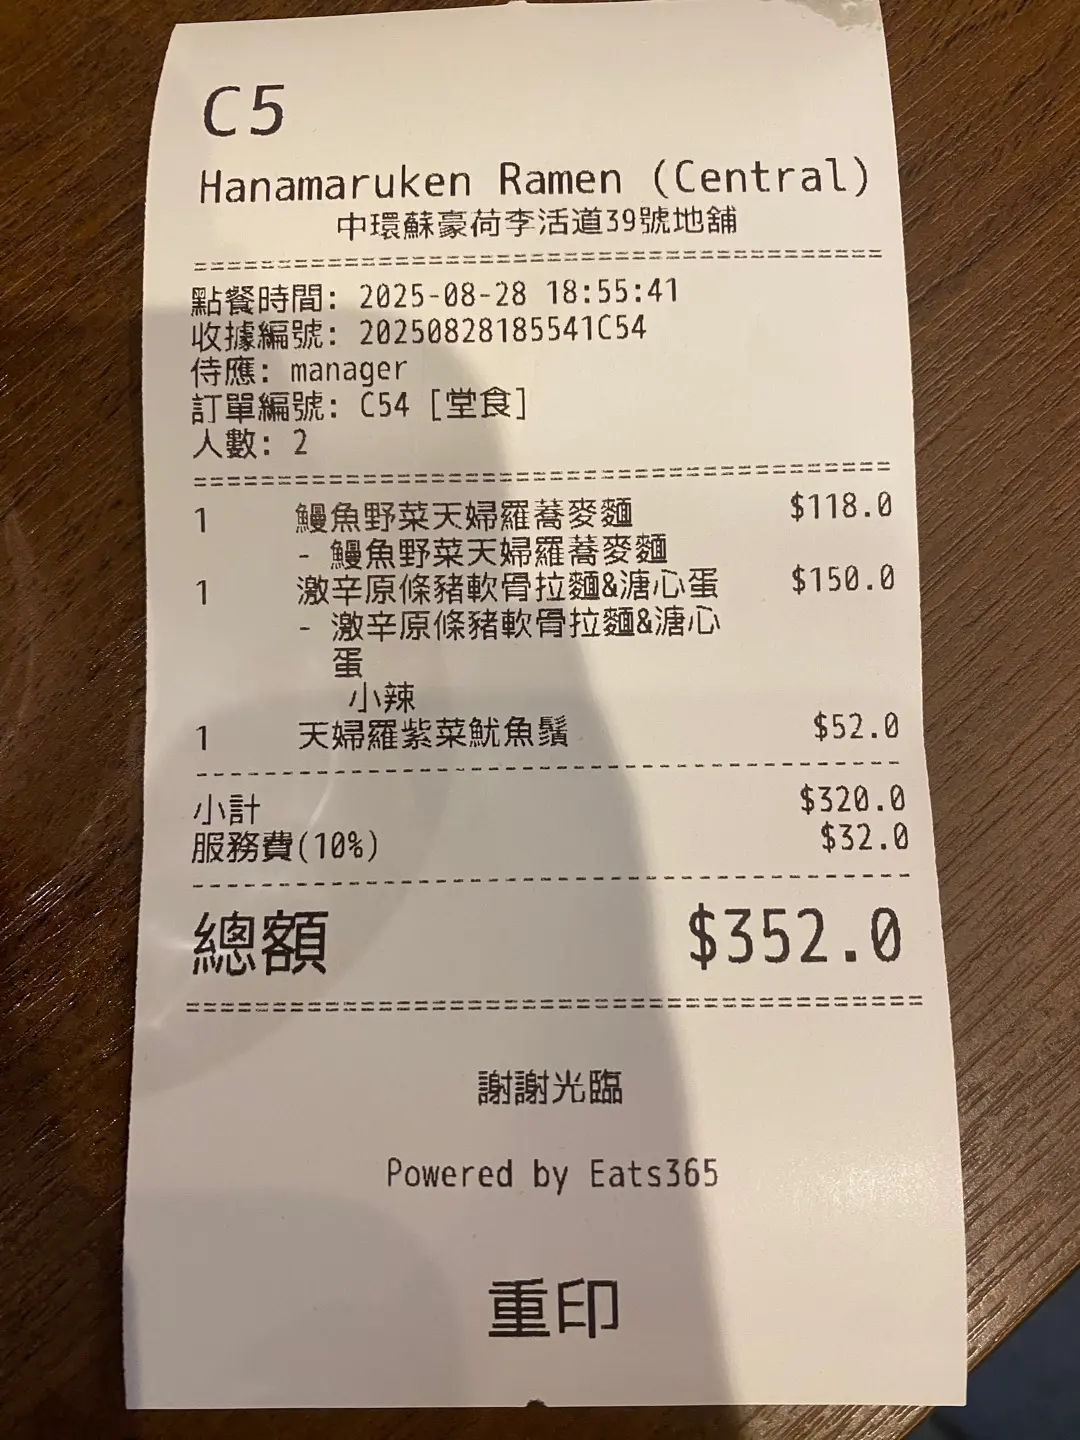 C5
Hanamaruken Ramen (Central)
中環蘇豪荷李活道39號地舖
================================================
點餐時間: 2025-08-28 18:55:41
收據編號: 20250828185541C54
侍應: manager
訂單編號: C54 [堂食]
人數: 2
================================================
1 鰻魚野菜天婦羅蕎麥麵 $118.0
- 鰻魚野菜天婦羅蕎麥麵
1 激辛原條豬軟骨拉麵&溏心蛋 $150.0
- 激辛原條豬軟骨拉麵&溏心
蛋
小辣
1 天婦羅紫菜魷魚鬚 $52.0
------------------------------------------------
小計 $320.0
服務費(10%) $32.0
------------------------------------------------
總額 $352.0
================================================
謝謝光臨
Powered by Eats365
重印